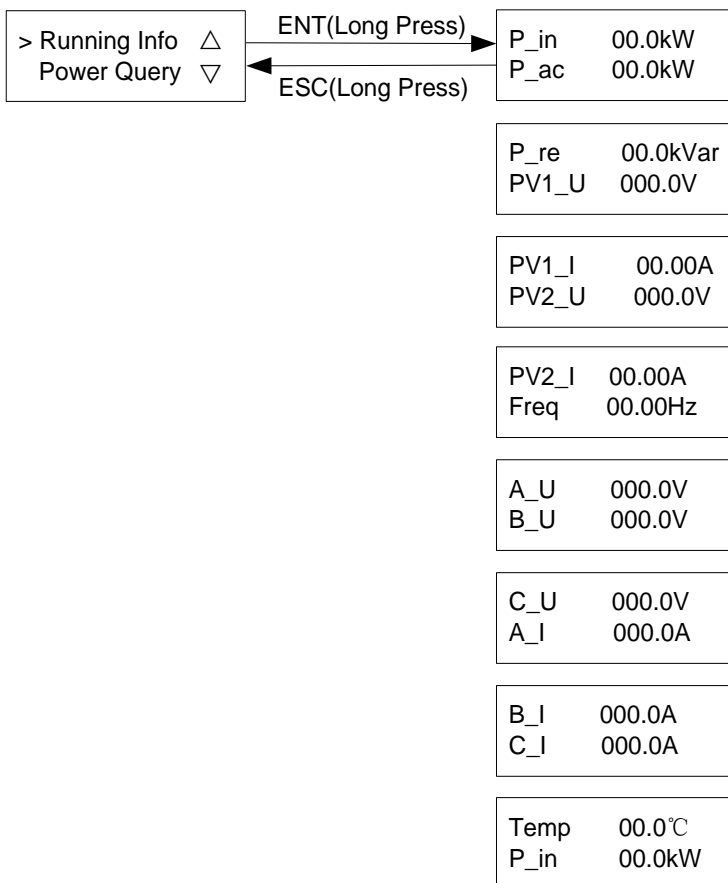 > Running Info △
Power Query ▽
ENT(Long Press)
ESC(Long Press)
P_in 00.0kW
P_ac 00.0kW
P_re 00.0kVar
PV1_U 000.0V
PV1_I 00.00A
PV2_U 000.0V
PV2_I 00.00A
Freq 00.00Hz
A_U 000.0V
B_U 000.0V
C_U 000.0V
A_I 000.0A
B_I 000.0A
C_I 000.0A
Temp 00.0℃
P_in 00.0kW